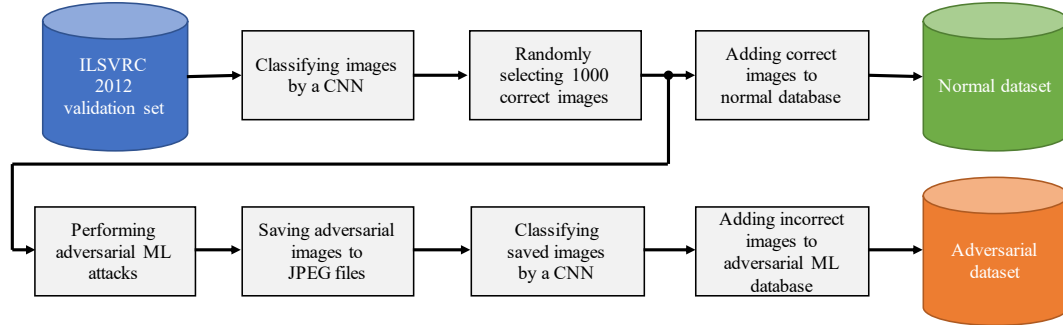 ILSVRC
2012
validation set
Classifying images
by a CNN
Randomly
selecting 1000
correct images
Adding correct
images to
normal database
Normal dataset
Performing
adversarial ML
attacks
Saving adversarial
images to
JPEG files
Classifying
saved images
by a CNN
Adding incorrect
images to
adversarial ML
database
Adversarial
dataset